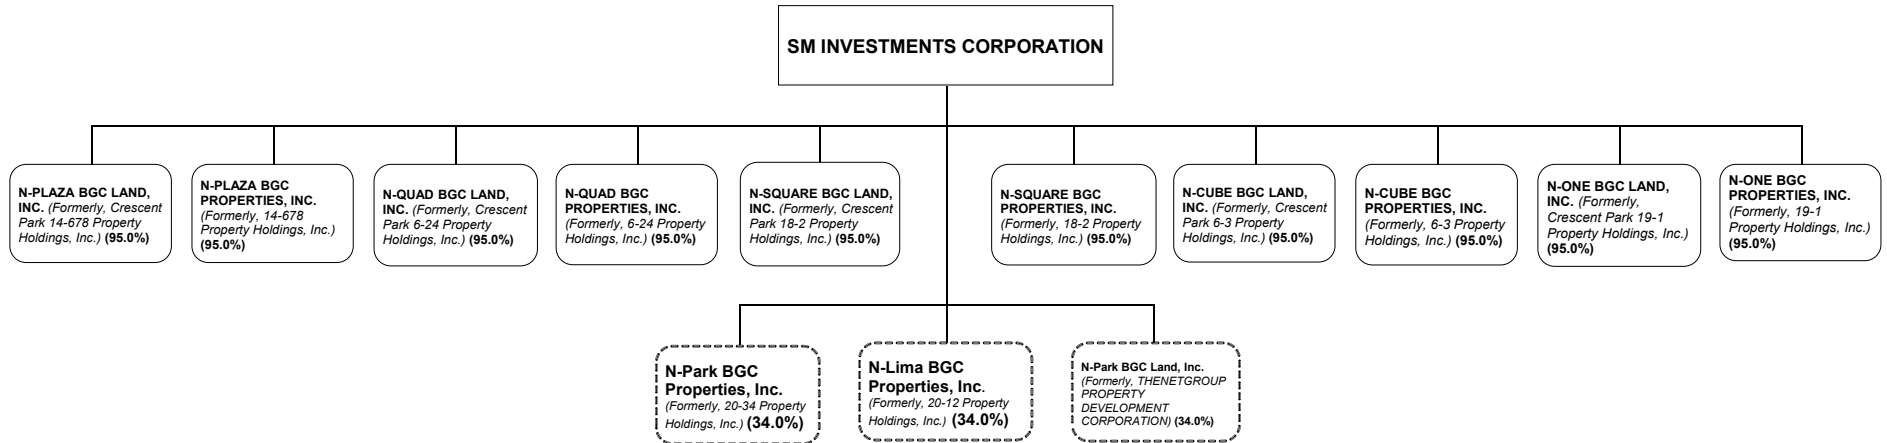 SM INVESTMENTS CORPORATION
N-PLAZA BGC LAND,
INC. (Formerly, Crescent
Park 14-678 Property
Holdings, Inc.) (95.0%)
N-PLAZA BGC
PROPERTIES, INC.
(Formerly, 14-678
Property Holdings, Inc.)
(95.0%)
N-QUAD BGC LAND,
INC. (Formerly, Crescent
Park 6-24 Property
Holdings, Inc.) (95.0%)
N-QUAD BGC
PROPERTIES, INC.
(Formerly, 6-24 Property
Holdings, Inc.) (95.0%)
N-SQUARE BGC LAND,
INC. (Formerly, Crescent
Park 18-2 Property
Holdings, Inc.) (95.0%)
N-SQUARE BGC
PROPERTIES, INC.
(Formerly, 18-2 Property
Holdings, Inc.) (95.0%)
N-CUBE BGC LAND,
INC. (Formerly, Crescent
Park 6-3 Property
Holdings, Inc.) (95.0%)
N-CUBE BGC
PROPERTIES, INC.
(Formerly, 6-3 Property
Holdings, Inc.) (95.0%)
N-ONE BGC LAND,
INC. (Formerly,
Crescent Park 19-1
Property Holdings, Inc.)
(95.0%)
N-ONE BGC
PROPERTIES, INC.
(Formerly, 19-1
Property Holdings, Inc.)
(95.0%)
N-Park BGC
Properties, Inc.
(Formerly, 20-34 Property
Holdings, Inc.) (34.0%)
N-Lima BGC
Properties, Inc.
(Formerly, 20-12 Property
Holdings, Inc.) (34.0%)
N-Park BGC Land, Inc.
(Formerly, THENETGROUP
PROPERTY
DEVELOPMENT
CORPORATION) (34.0%)